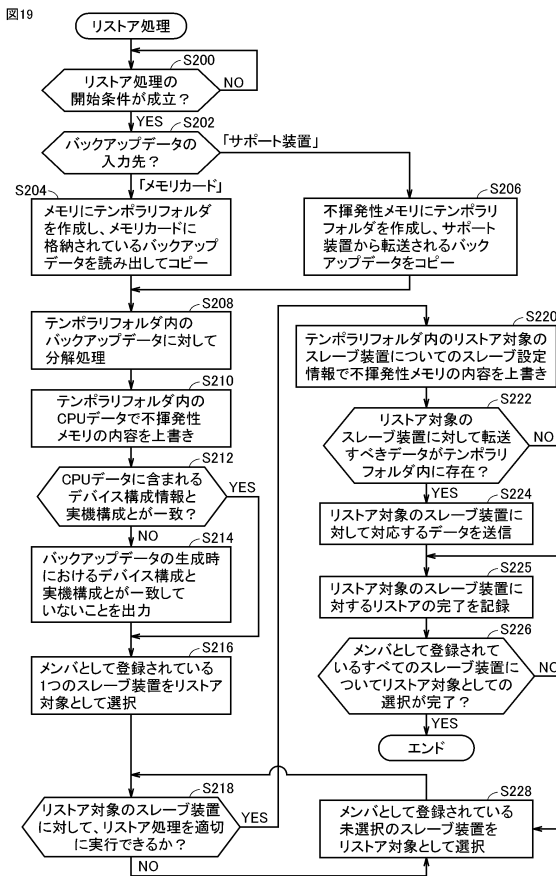 図19
リストア処理
S200
リストア処理の
開始条件が成立？
NO
YES
S202
バックアップデータの
入力先？
「サポート装置」
「メモリカード」
S204
メモリにテンポラリフォルダ
を作成し、メモリカードに
格納されているバックアップ
データを読み出してコピー
S206
不揮発性メモリにテンポラリ
フォルダを作成し、サポート
装置から転送されるバック
アップデータをコピー
S208
テンポラリフォルダ内の
バックアップデータに対して
分解処理
S210
テンポラリフォルダ内の
CPUデータで不揮発性
メモリの内容を上書き
S212
CPUデータに含まれる
デバイス構成情報と
実機構成とが一致？
YES
NO
S214
バックアップデータの生成時
におけるデバイス構成と
実機構成とが一致して
いないことを出力
S216
メンバとして登録されている
1つのスレーブ装置をリストア
対象として選択
S218
リストア対象のスレーブ装置
に対して、リストア処理を適切
に実行できるか？
YES
NO
S220
テンポラリフォルダ内のリストア対象の
スレーブ装置についてのスレーブ設定
情報で不揮発性メモリの内容を上書き
S222
リストア対象の
スレーブ装置に対して転送
すべきデータがテンポラリ
フォルダ内に存在？
NO
YES
S224
リストア対象のスレーブ装置に
対して対応するデータを送信
S225
リストア対象のスレーブ装置に
対するリストアの完了を記録
S226
メンバとして登録されて
いるすべてのスレーブ装置に
ついてリストア対象としての
選択が完了？
NO
YES
エンド
S228
メンバとして登録されている
未選択のスレーブ装置を
リストア対象として選択